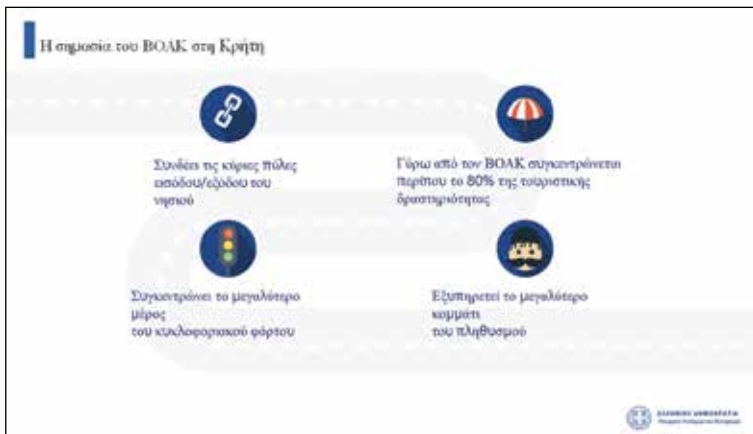 Η σημασία του ΒΟΑΚ στη Κρήτη
Συνδέει τις κύριες πύλες
εισόδου/εξόδου του
νησιού
Γύρω από τον ΒΟΑΚ συγκεντρώνεται
περίπου το 80% της τουριστικής
δραστηριότητας
Συγκεντρώνει το μεγαλύτερο
μέρος
του κυκλοφοριακού φόρτου
Εξυπηρετεί το μεγαλύτερο
κομμάτι
του πληθυσμού
ΕΛΛΗΝΙΚΗ ΔΗΜΟΚΡΑΤΙΑ